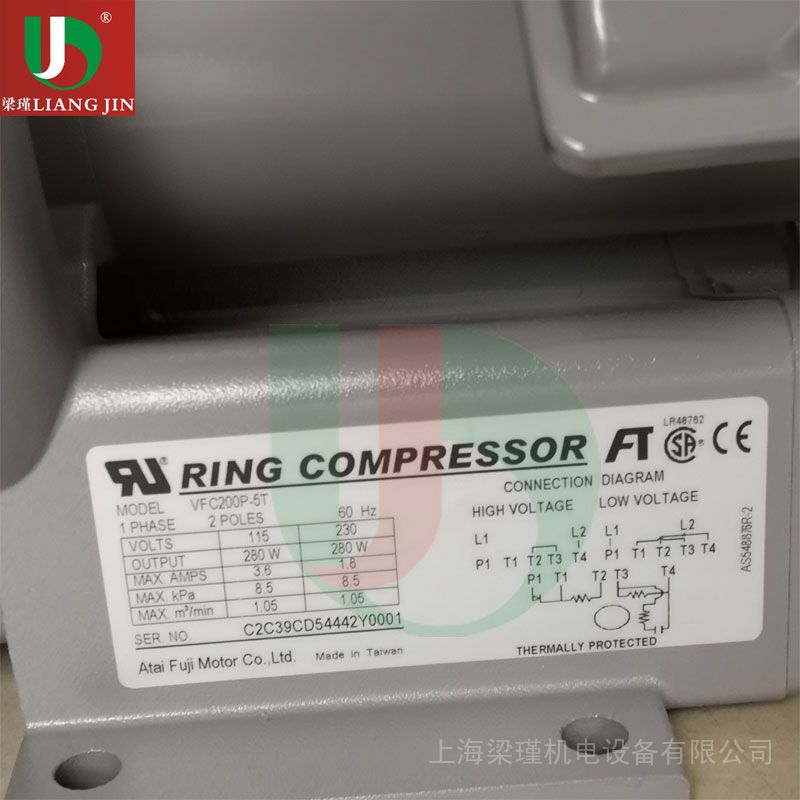 ®
梁瑾LIANG JIN
LR48762
RU® RING COMPRESSOR FT SA® CE
MODEL VFC200P-5T
1 PHASE 2 POLES 60 Hz
VOLTS 115 230
OUTPUT 280 W 280 W
MAX. AMPS 3.6 1.8
MAX. kPa 8.5 8.5
MAX. m³/min 1.05 1.05
SER. NO. C2C39CD54442Y0001
Atai Fuji Motor Co.,Ltd. Made in Taiwan
CONNECTION DIAGRAM
HIGH VOLTAGE LOW VOLTAGE
L1 L2 L1 L2
P1 T1 T2 T3 T4 P1 T1 T2 T3 T4
P1 T1 T2 T3 T4
THERMALLY PROTECTED
AS548876R-2
上海梁瑾机电设备有限公司